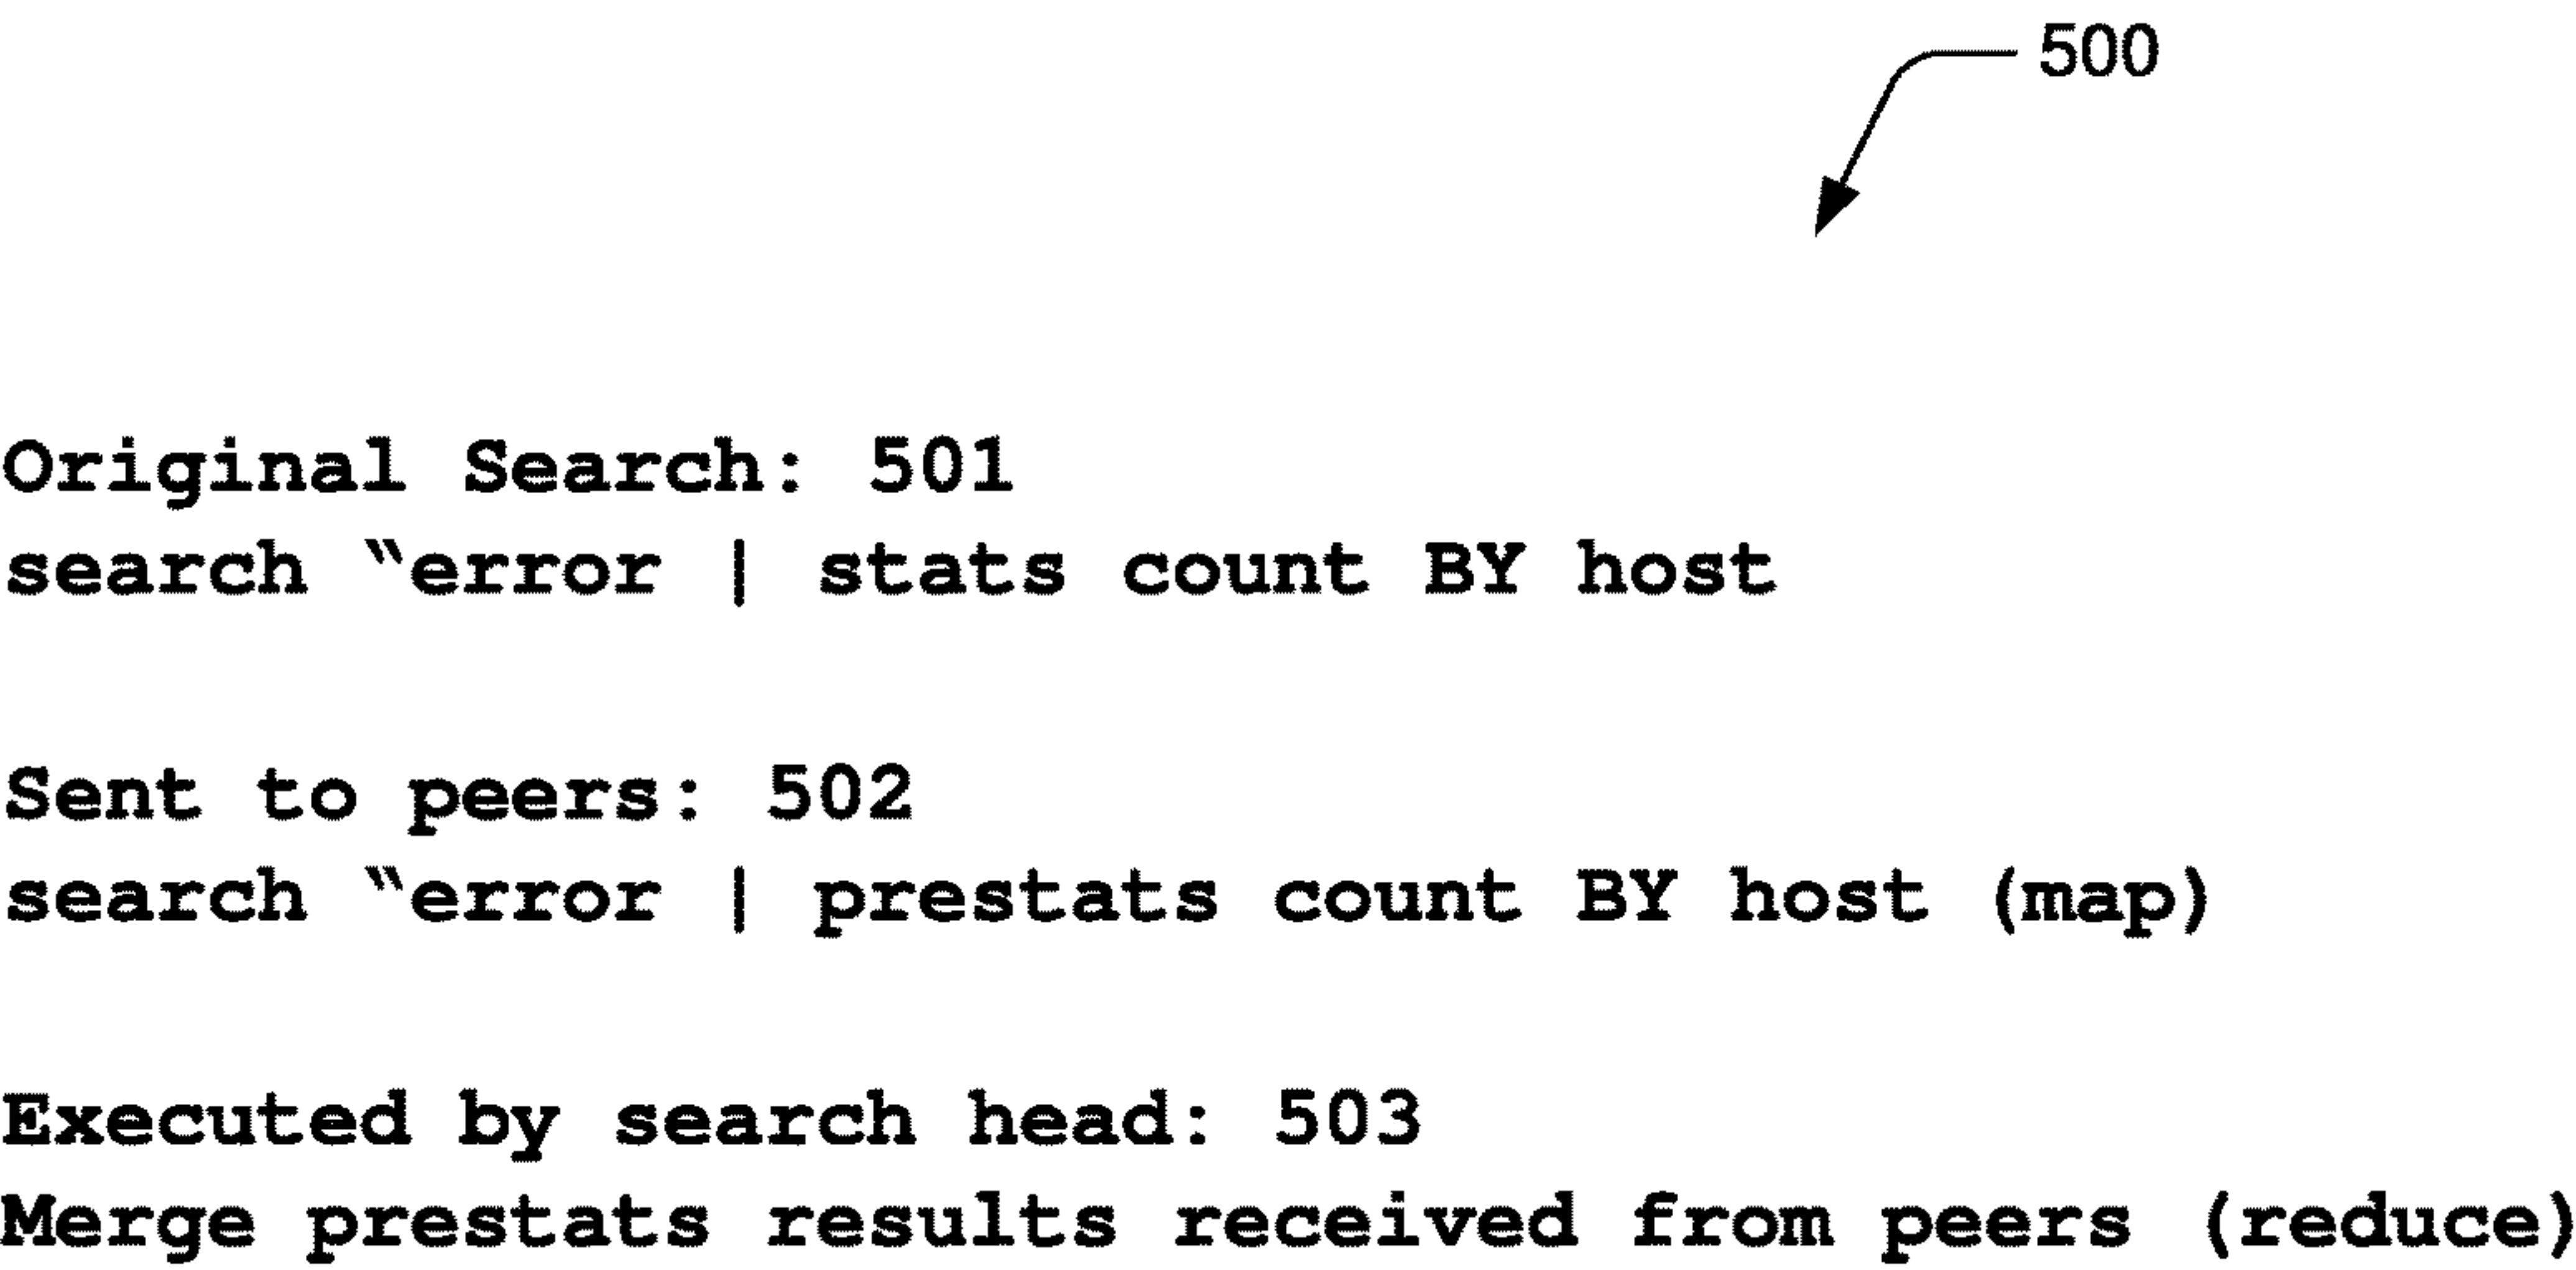 500
Original Search: 501
search “error | stats count BY host
Sent to peers: 502
search “error | prestats count BY host (map)
Executed by search head: 503
Merge prestats results received from peers (reduce)